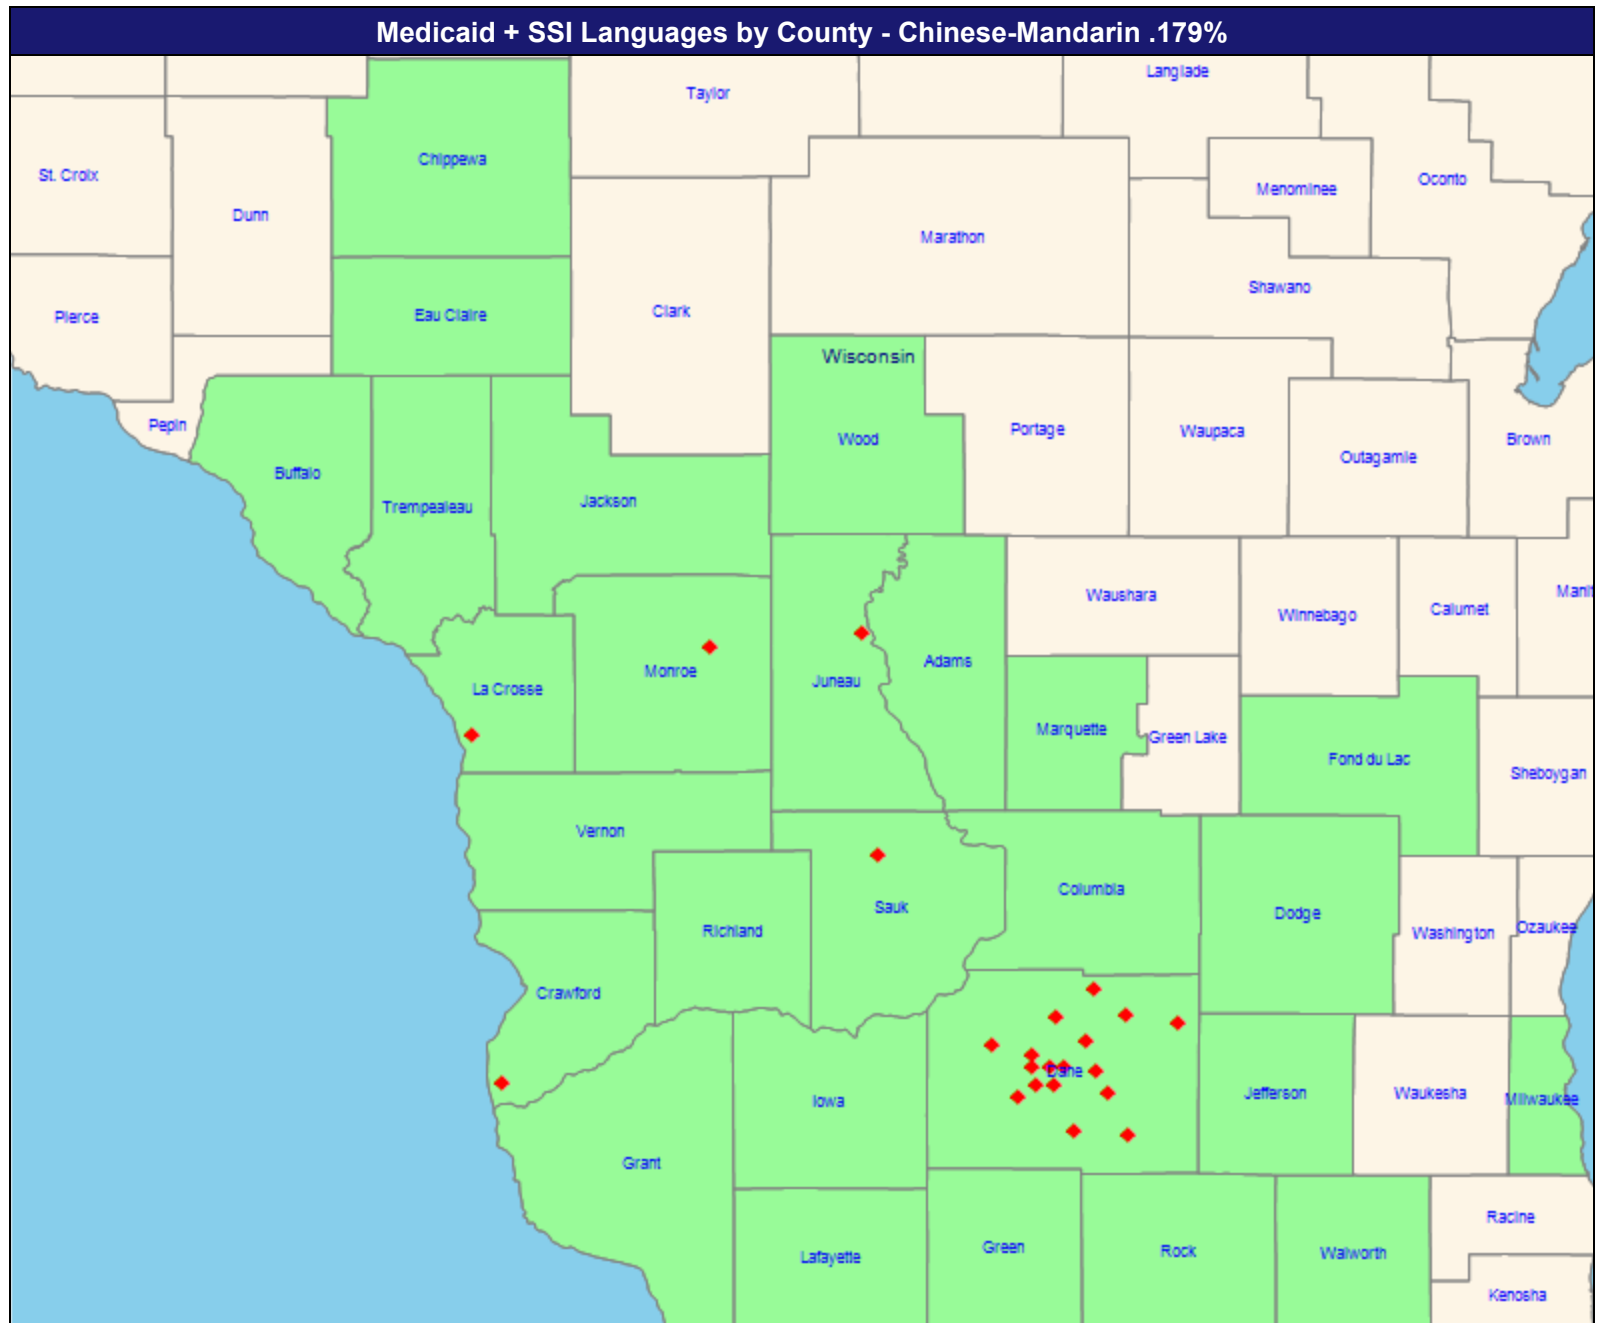 Medicaid + SSI Languages by County - Chinese-Mandarin .179%
Langlade
Taylor
Chippewa
St. Croix
Menominee
Oconto
Dunn
Marathon
Shawano
Pierce
Eau Claire
Clark
Wisconsin
Pepin
Wood
Portage
Waupaca
Brown
Outagamie
Buffalo
Trempealeau
Jackson
Waushara
Manit
Winnebago
Calumet
Monroe
Juneau
Adams
La Crosse
Marquette
Green Lake
Fond du Lac
Sheboygan
Vernon
Columbia
Sauk
Dodge
Richland
Washington
Ozaukee
Crawford
Dane
Iowa
Jefferson
Waukesha
Milwaukee
Grant
Racine
Lafayette
Green
Rock
Walworth
Kenosha